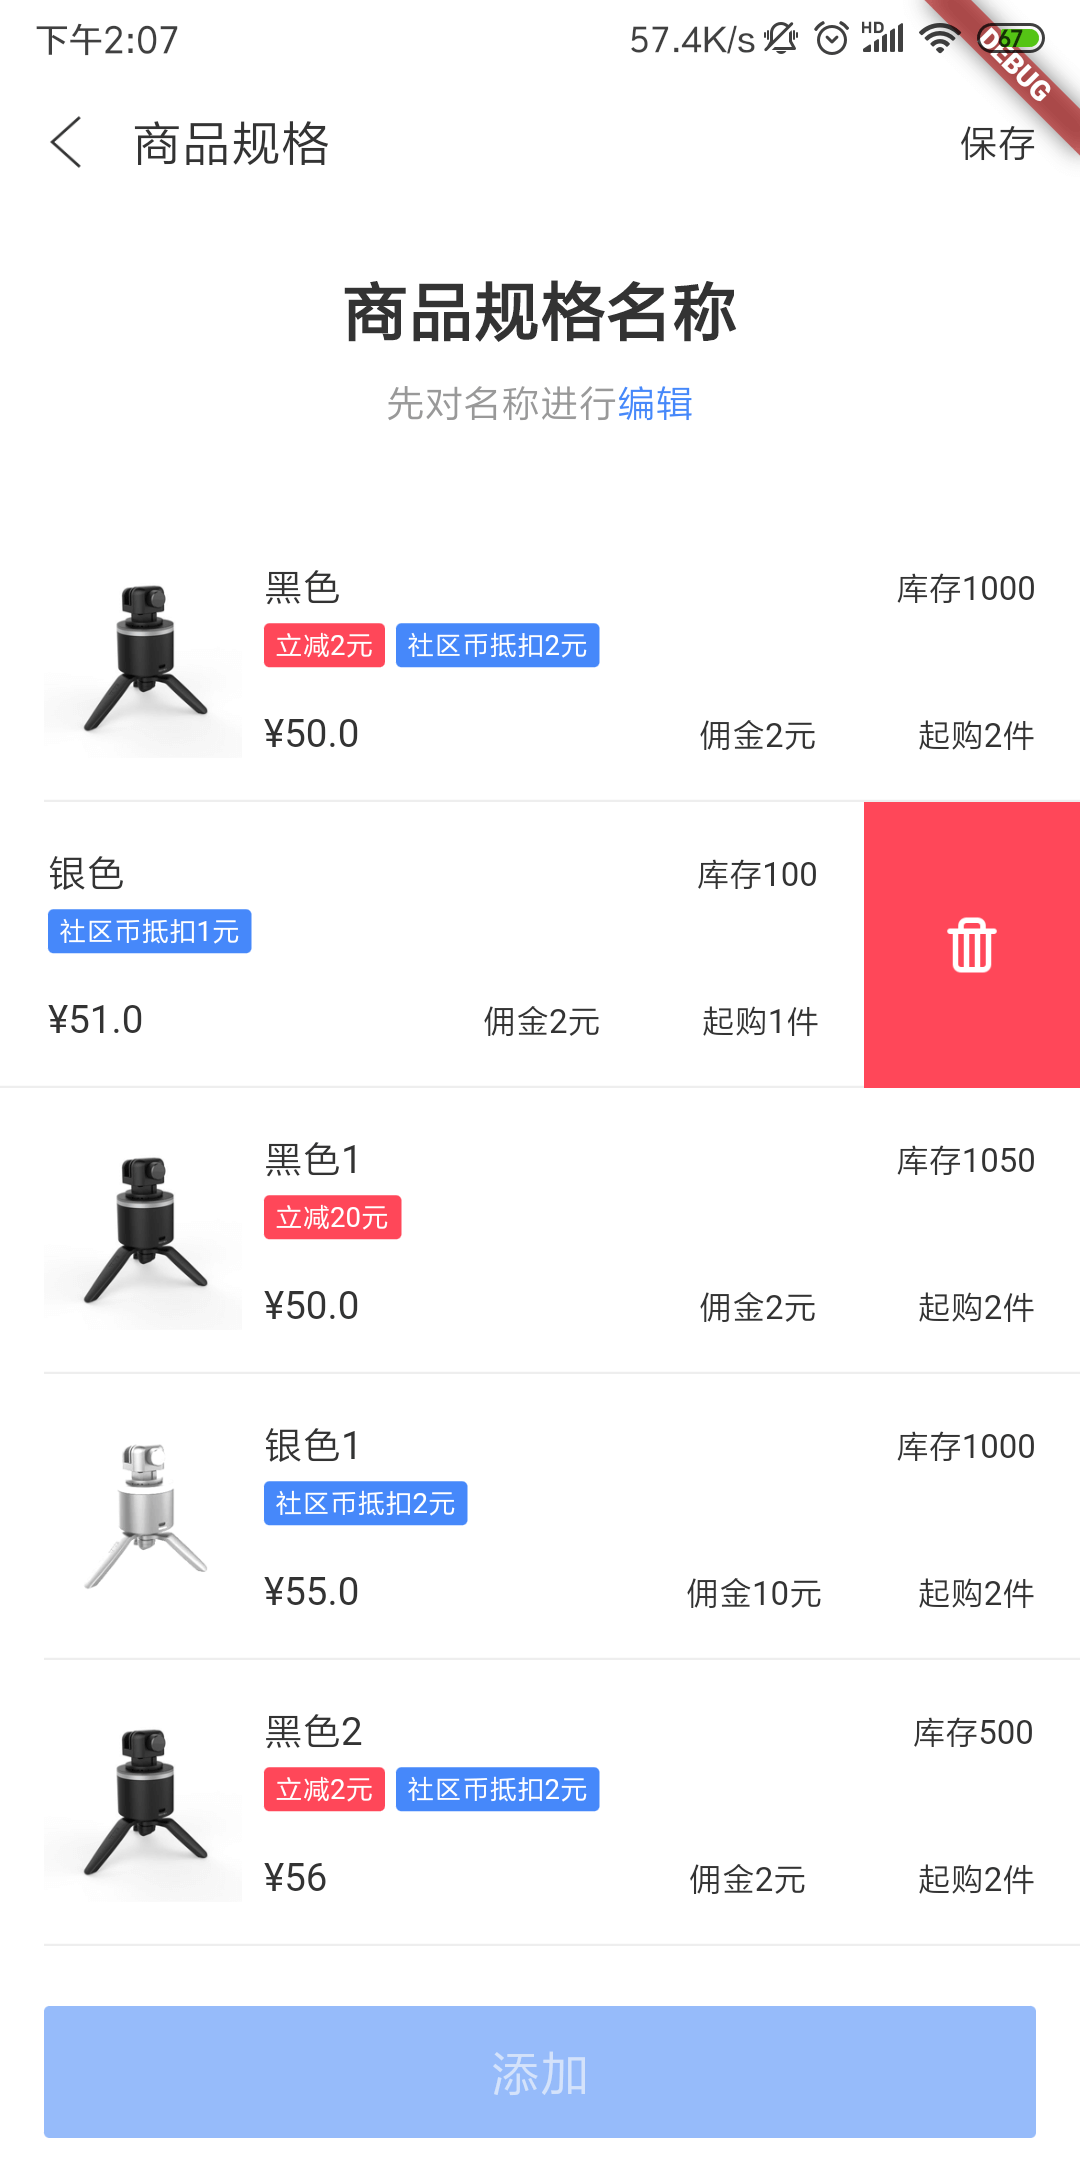 下午2:07
57.4K/s HD 67
DEBUG
商品规格
保存
商品规格名称
先对名称进行编辑
黑色
库存1000
立减2元 社区币抵扣2元
¥50.0 佣金2元 起购2件
银色
库存100
社区币抵扣1元
¥51.0 佣金2元 起购1件
黑色1
库存1050
立减20元
¥50.0 佣金2元 起购2件
银色1
库存1000
社区币抵扣2元
¥55.0 佣金10元 起购2件
黑色2
库存500
立减2元 社区币抵扣2元
¥56 佣金2元 起购2件
添加